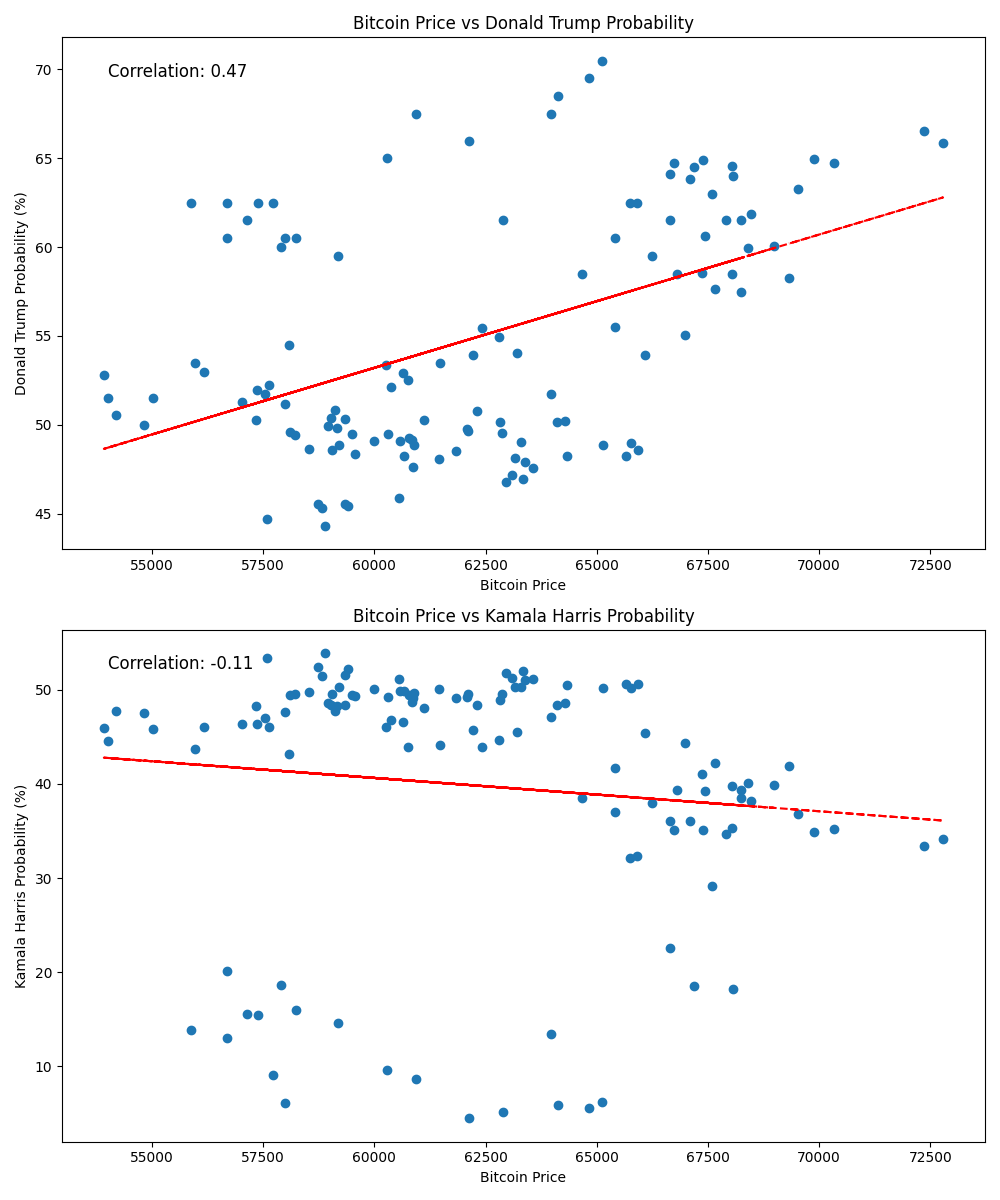 Bitcoin Price vs Donald Trump Probability
Correlation: 0.47
Donald Trump Probability (%)
70
65
60
55
50
45
55000 57500 60000 62500 65000 67500 70000 72500
Bitcoin Price
Bitcoin Price vs Kamala Harris Probability
Correlation: -0.11
Kamala Harris Probability (%)
50
40
30
20
10
55000 57500 60000 62500 65000 67500 70000 72500
Bitcoin Price